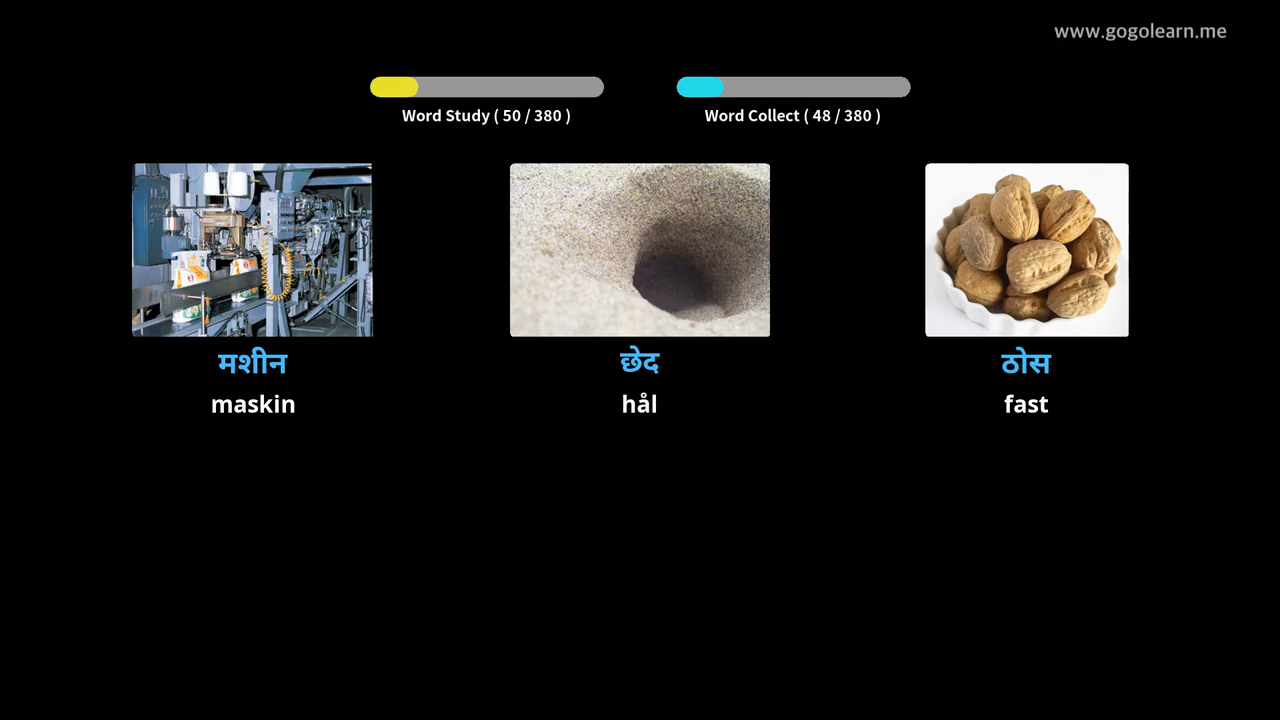 www.gogolearn.me
Word Study ( 50 / 380 )
Word Collect ( 48 / 380 )
मशीन
छेद
ठोस
maskin
hål
fast